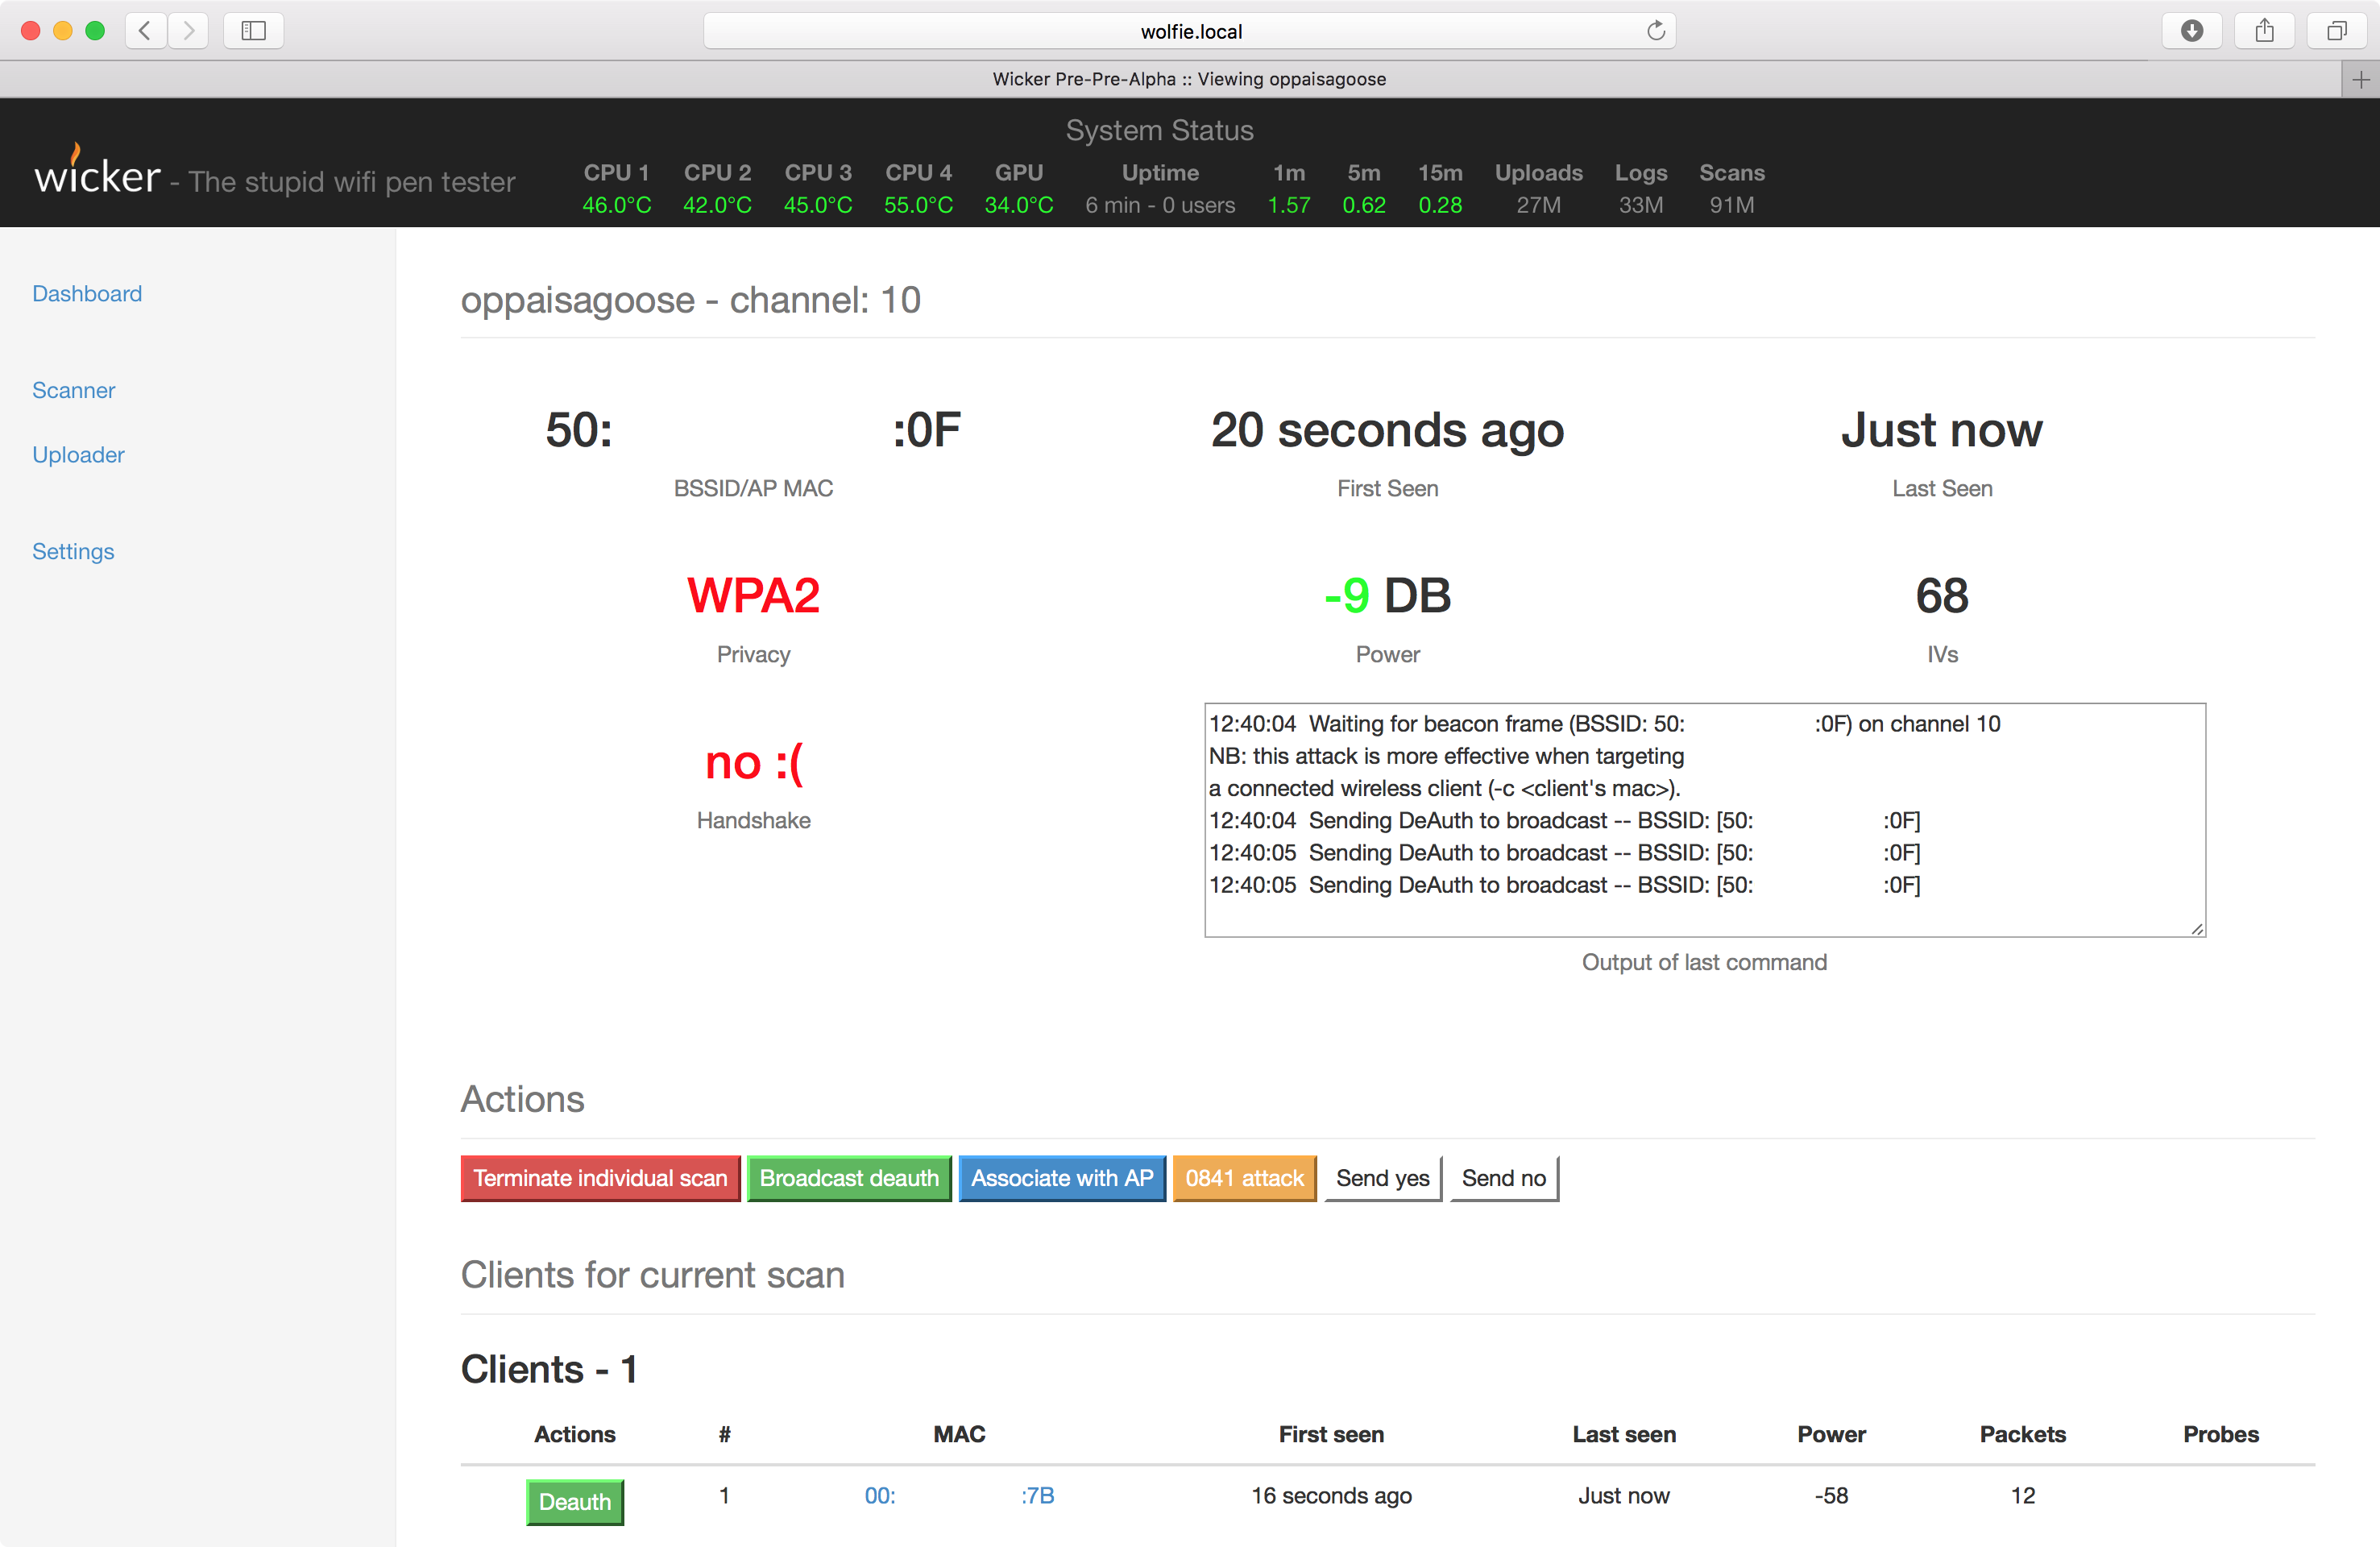 wolfie.local
Wicker Pre-Pre-Alpha :: Viewing oppaisagoose
System Status
wicker - The stupid wifi pen tester
CPU 1 CPU 2 CPU 3 CPU 4 GPU Uptime 1m 5m 15m Uploads Logs Scans
46.0°C 42.0°C 45.0°C 55.0°C 34.0°C 6 min - 0 users 1.57 0.62 0.28 27M 33M 91M
Dashboard
Scanner
Uploader
Settings
oppaisagoose - channel: 10
50: :0F 20 seconds ago Just now
BSSID/AP MAC First Seen Last Seen
WPA2 -9 DB 68
Privacy Power IVs
no :(
Handshake
12:40:04 Waiting for beacon frame (BSSID: 50: :0F) on channel 10
NB: this attack is more effective when targeting
a connected wireless client (-c <client's mac>).
12:40:04 Sending DeAuth to broadcast -- BSSID: [50: :0F]
12:40:05 Sending DeAuth to broadcast -- BSSID: [50: :0F]
12:40:05 Sending DeAuth to broadcast -- BSSID: [50: :0F]
Output of last command
Actions
Terminate individual scan Broadcast deauth Associate with AP 0841 attack Send yes Send no
Clients for current scan
Clients - 1
Actions # MAC First seen Last seen Power Packets Probes
Deauth 1 00: :7B 16 seconds ago Just now -58 12